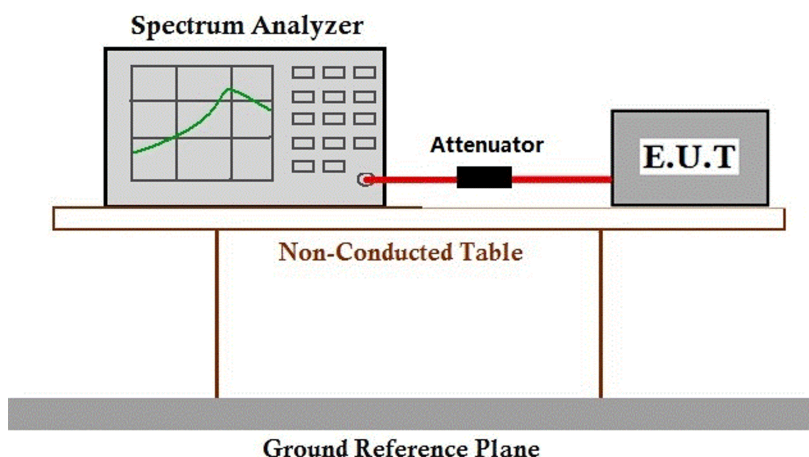 Spectrum Analyzer
Attenuator
E.U.T
Non-Conducted Table
Ground Reference Plane